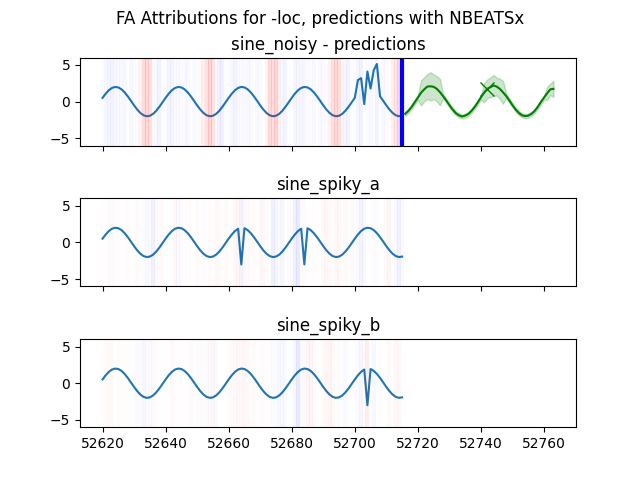 FA Attributions for -loc, predictions with NBEATSx
sine_noisy - predictions
5
0
−5
sine_spiky_a
5
0
−5
sine_spiky_b
5
0
−5
52620 52640 52660 52680 52700 52720 52740 52760